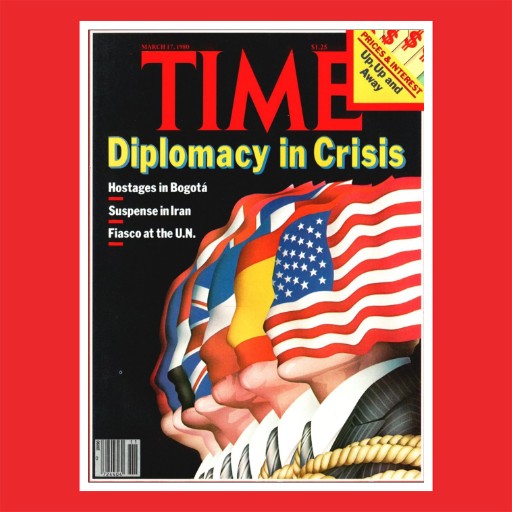 MARCH 17, 1980 $1.25
TIME
PRICES & INTEREST
Up, Up and
Away
Diplomacy in Crisis
Hostages in Bogotá
Suspense in Iran
Fiasco at the U.N.